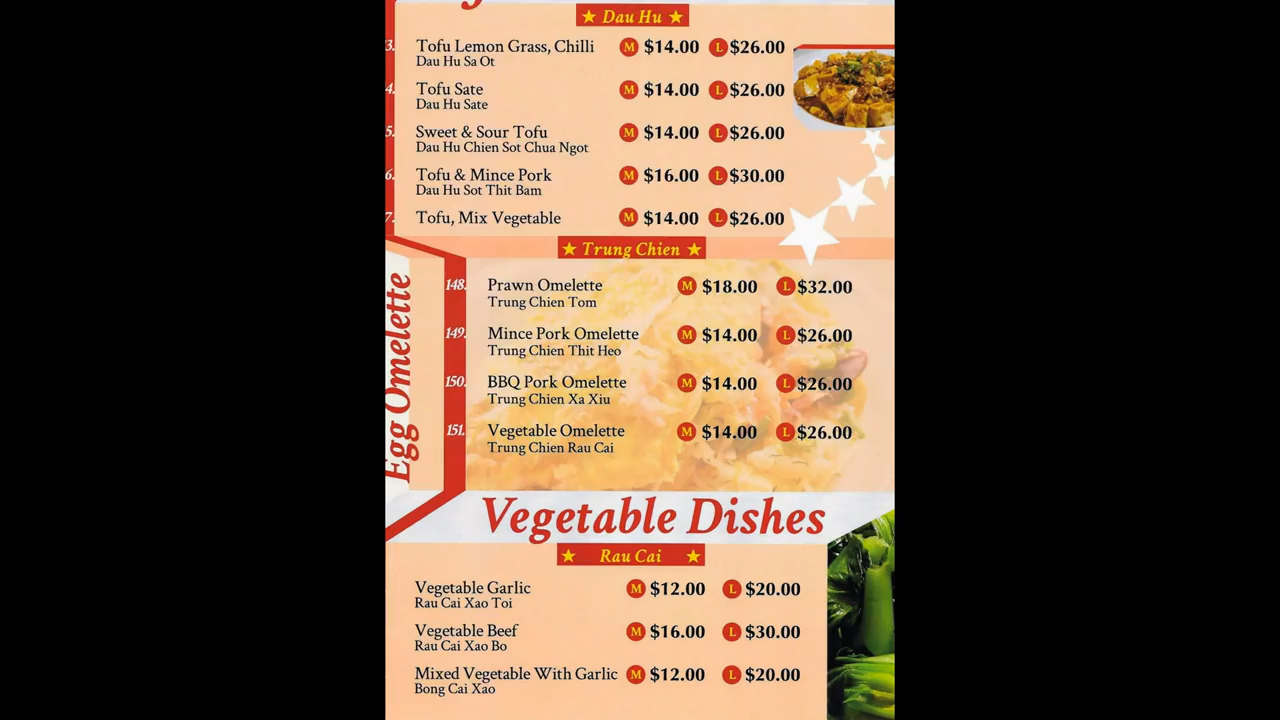 ★ Dau Hu ★
3. Tofu Lemon Grass, Chilli M $14.00 L $26.00
Dau Hu Sa Ot
4. Tofu Sate M $14.00 L $26.00
Dau Hu Sate
5. Sweet & Sour Tofu M $14.00 L $26.00
Dau Hu Chien Sot Chua Ngot
6. Tofu & Mince Pork M $16.00 L $30.00
Dau Hu Sot Thit Bam
7. Tofu, Mix Vegetable M $14.00 L $26.00
★ Trung Chien ★
Egg Omelette
148. Prawn Omelette M $18.00 L $32.00
Trung Chien Tom
149. Mince Pork Omelette M $14.00 L $26.00
Trung Chien Thit Heo
150. BBQ Pork Omelette M $14.00 L $26.00
Trung Chien Xa Xiu
151. Vegetable Omelette M $14.00 L $26.00
Trung Chien Rau Cai
Vegetable Dishes
★ Rau Cai ★
Vegetable Garlic M $12.00 L $20.00
Rau Cai Xao Toi
Vegetable Beef M $16.00 L $30.00
Rau Cai Xao Bo
Mixed Vegetable With Garlic M $12.00 L $20.00
Bong Cai Xao